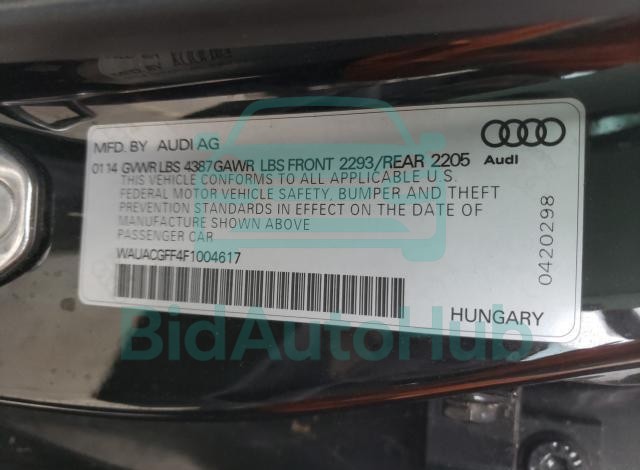 MFD. BY AUDI AG
01 14 GVWR LBS 4387 GAWR LBS FRONT 2293/REAR 2205
Audi
THIS VEHICLE CONFORMS TO ALL APPLICABLE U.S.
FEDERAL MOTOR VEHICLE SAFETY, BUMPER AND THEFT
PREVENTION STANDARDS IN EFFECT ON THE DATE OF
MANUFACTURE SHOWN ABOVE
PASSENGER CAR
WAUACGFF4F1004617
0420298
HUNGARY
BidAutoHub